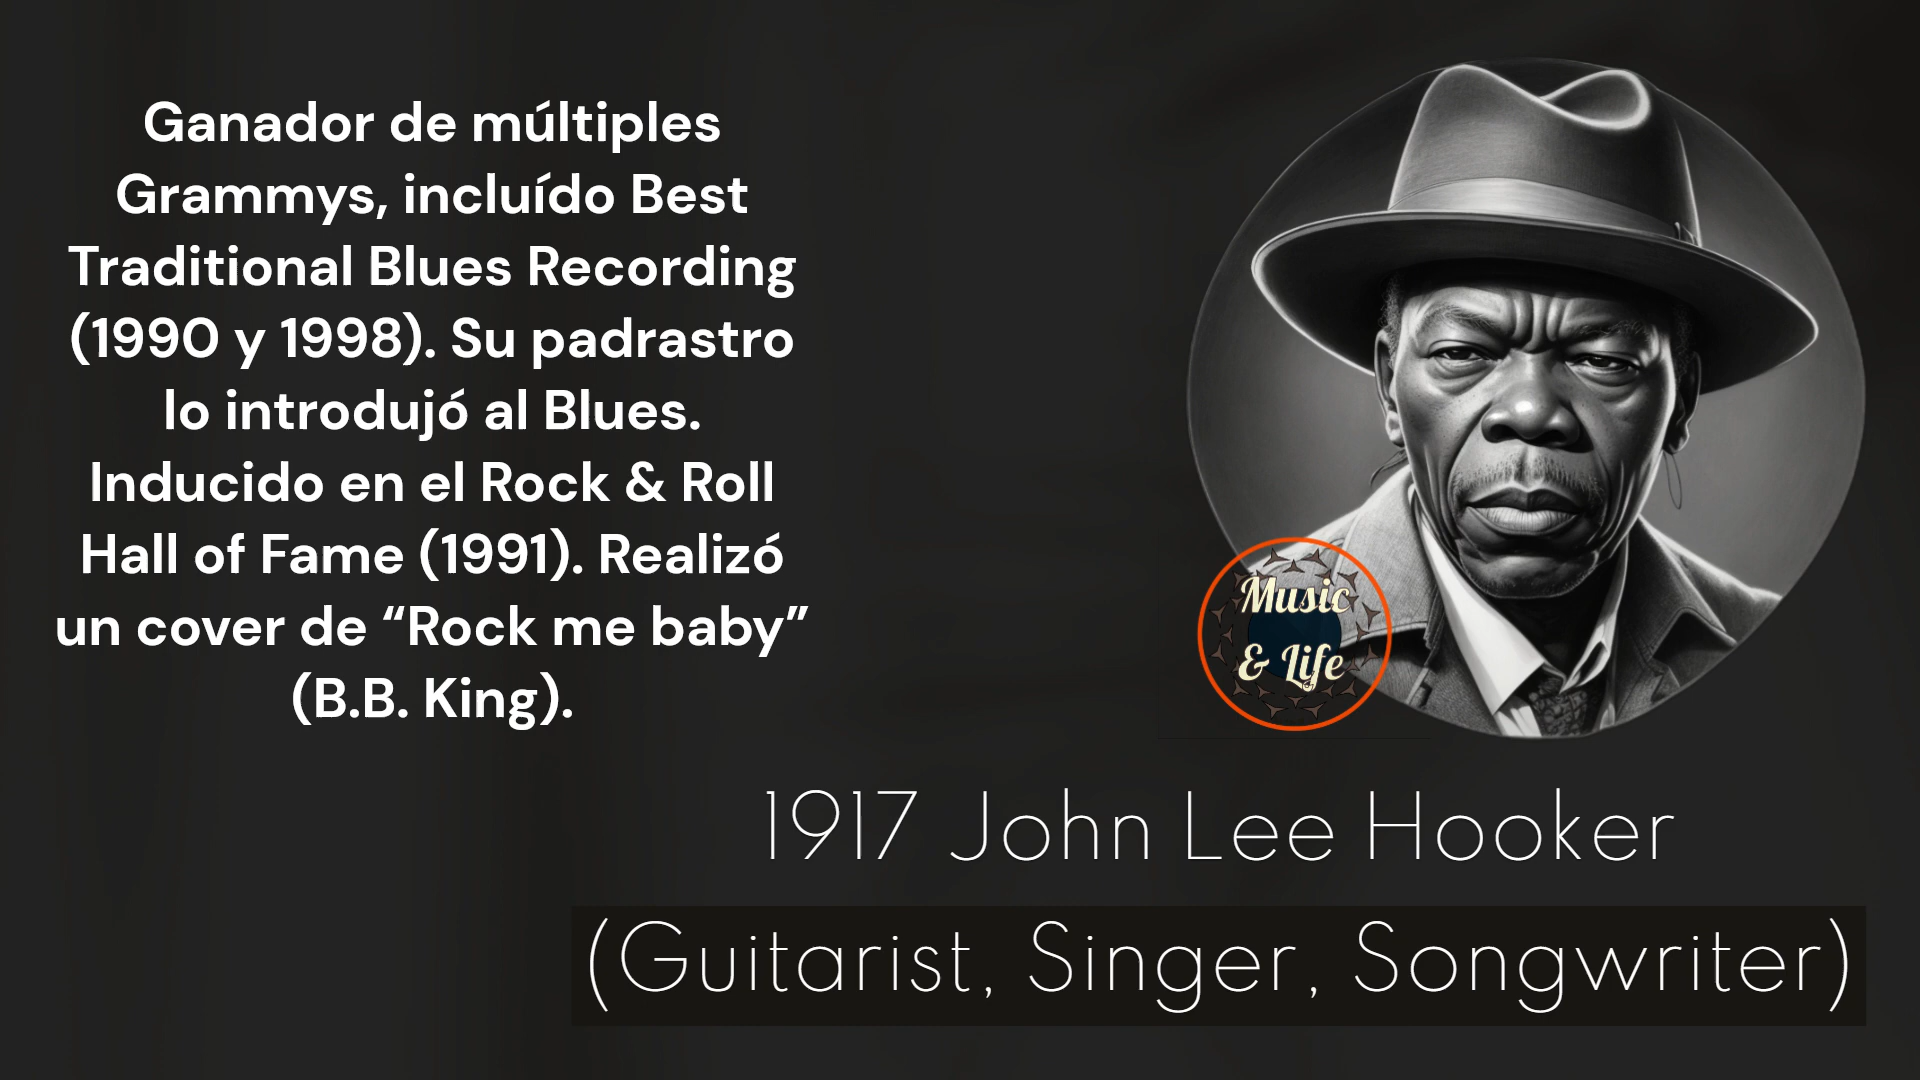 Ganador de múltiples
Grammys, incluído Best
Traditional Blues Recording
(1990 y 1998). Su padrastro
lo introdujó al Blues.
Inducido en el Rock & Roll
Hall of Fame (1991). Realizó
un cover de “Rock me baby”
(B.B. King).
Music
& Life
1917 John Lee Hooker
(Guitarist, Singer, Songwriter)